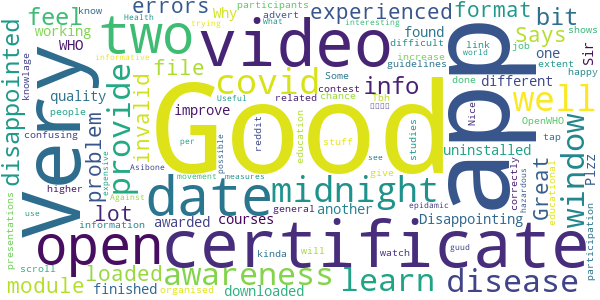 know Health advert participants
feel errors Why experienced format bit
disappointed working WHO two video found difficult link job one Says Sir
trying What Some interesting increase guidelines world extent shows happy
knowlage quality people confusing
very provide file invalid covid info contest chance done different well
improve related Tbh OpenWHO
problem Good app
Useful reddit education stuff studies Nice tap
per possible see give
higher expensive movement measures Asibone Against
date midnight uninstalled correctly hazardous Great Plzz window
presentations use information lot awarded courses general another Disappointing educational participation
open certificate
module scroll loaded awareness kinda will watch epidamic guud learn disease
finished organised downloaded
informative